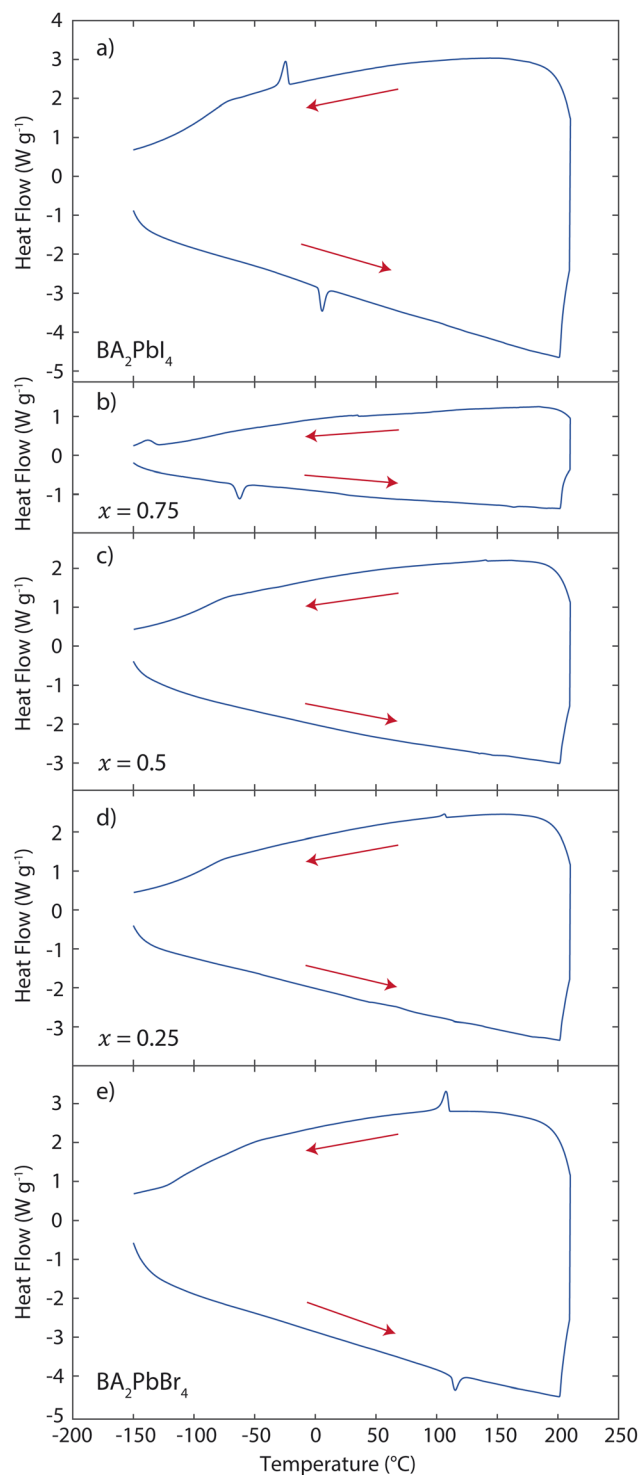 a)
4
3
2
1
0
-1
-2
-3
-4
-5
Heat Flow (W g⁻¹)
BA₂PbI₄
b)
1
0
-1
Heat Flow (W g⁻¹)
x = 0.75
c)
2
1
0
-1
-2
-3
Heat Flow (W g⁻¹)
x = 0.5
d)
2
1
0
-1
-2
-3
Heat Flow (W g⁻¹)
x = 0.25
e)
3
2
1
0
-1
-2
-3
-4
-5
Heat Flow (W g⁻¹)
BA₂PbBr₄
-200 -150 -100 -50 0 50 100 150 200 250
Temperature (°C)